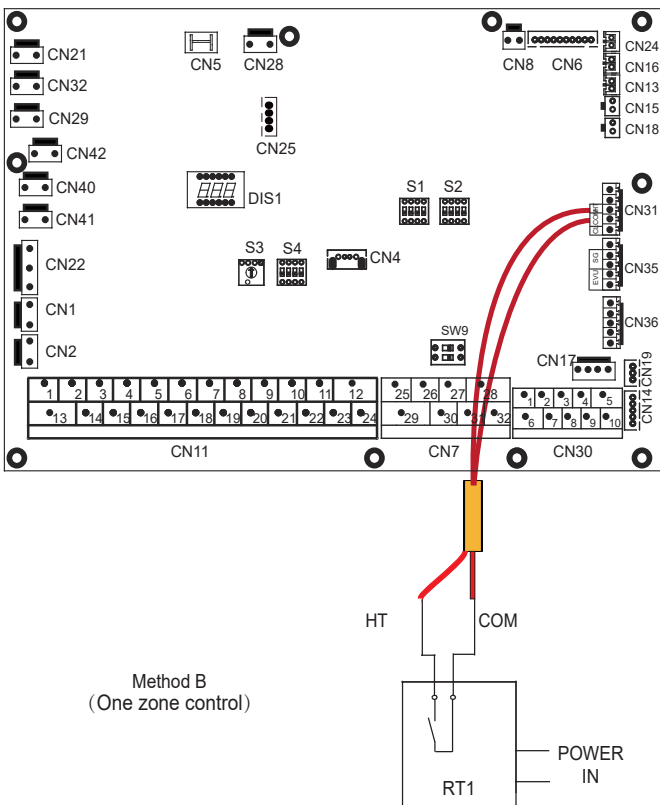 CN21
CN5
CN28
CN8
CN6
CN24
CN32
CN16
CN13
CN29
CN15
CN18
CN42
CN25
CN40
DIS1
S1
S2
CN41
CN31
CL COM HT
CN22
S3
S4
CN4
SG
EVU
CN35
CN1
CN36
CN2
SW9
CN17
CN19
1 2 3 4 5 6 7 8 9 10 11 12
25 26 27 28
1 2 3 4 5
CN14
13 14 15 16 17 18 19 20 21 22 23 24
29 30 31 32
6 7 8 9 10
CN11
CN7
CN30
HT
COM
Method B
(One zone control)
POWER
IN
RT1